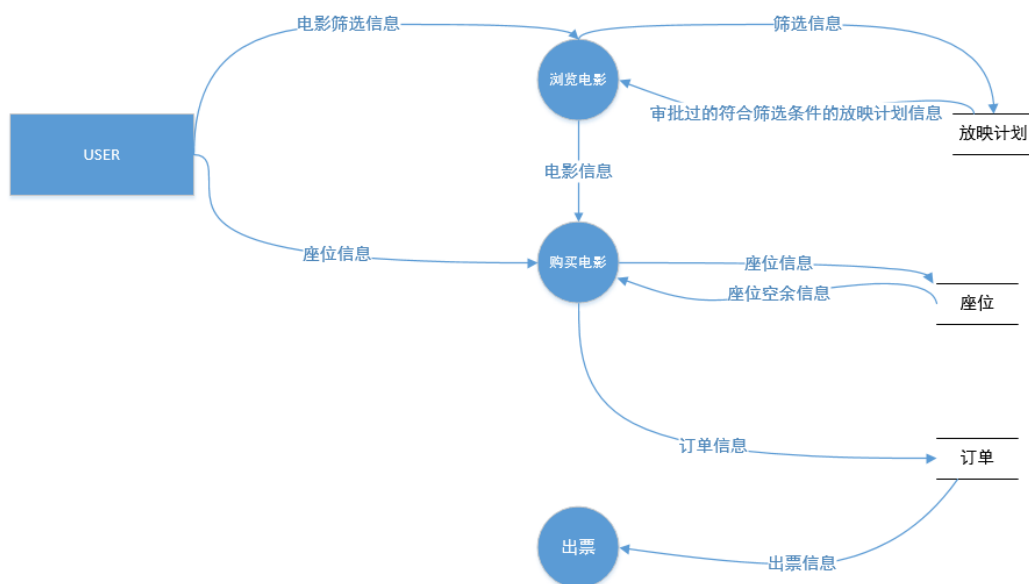 电影筛选信息
筛选信息
浏览电影
审批过的符合筛选条件的放映计划信息
放映计划
USER
电影信息
座位信息
购买电影
座位信息
座位空余信息
座位
订单信息
订单
出票
出票信息